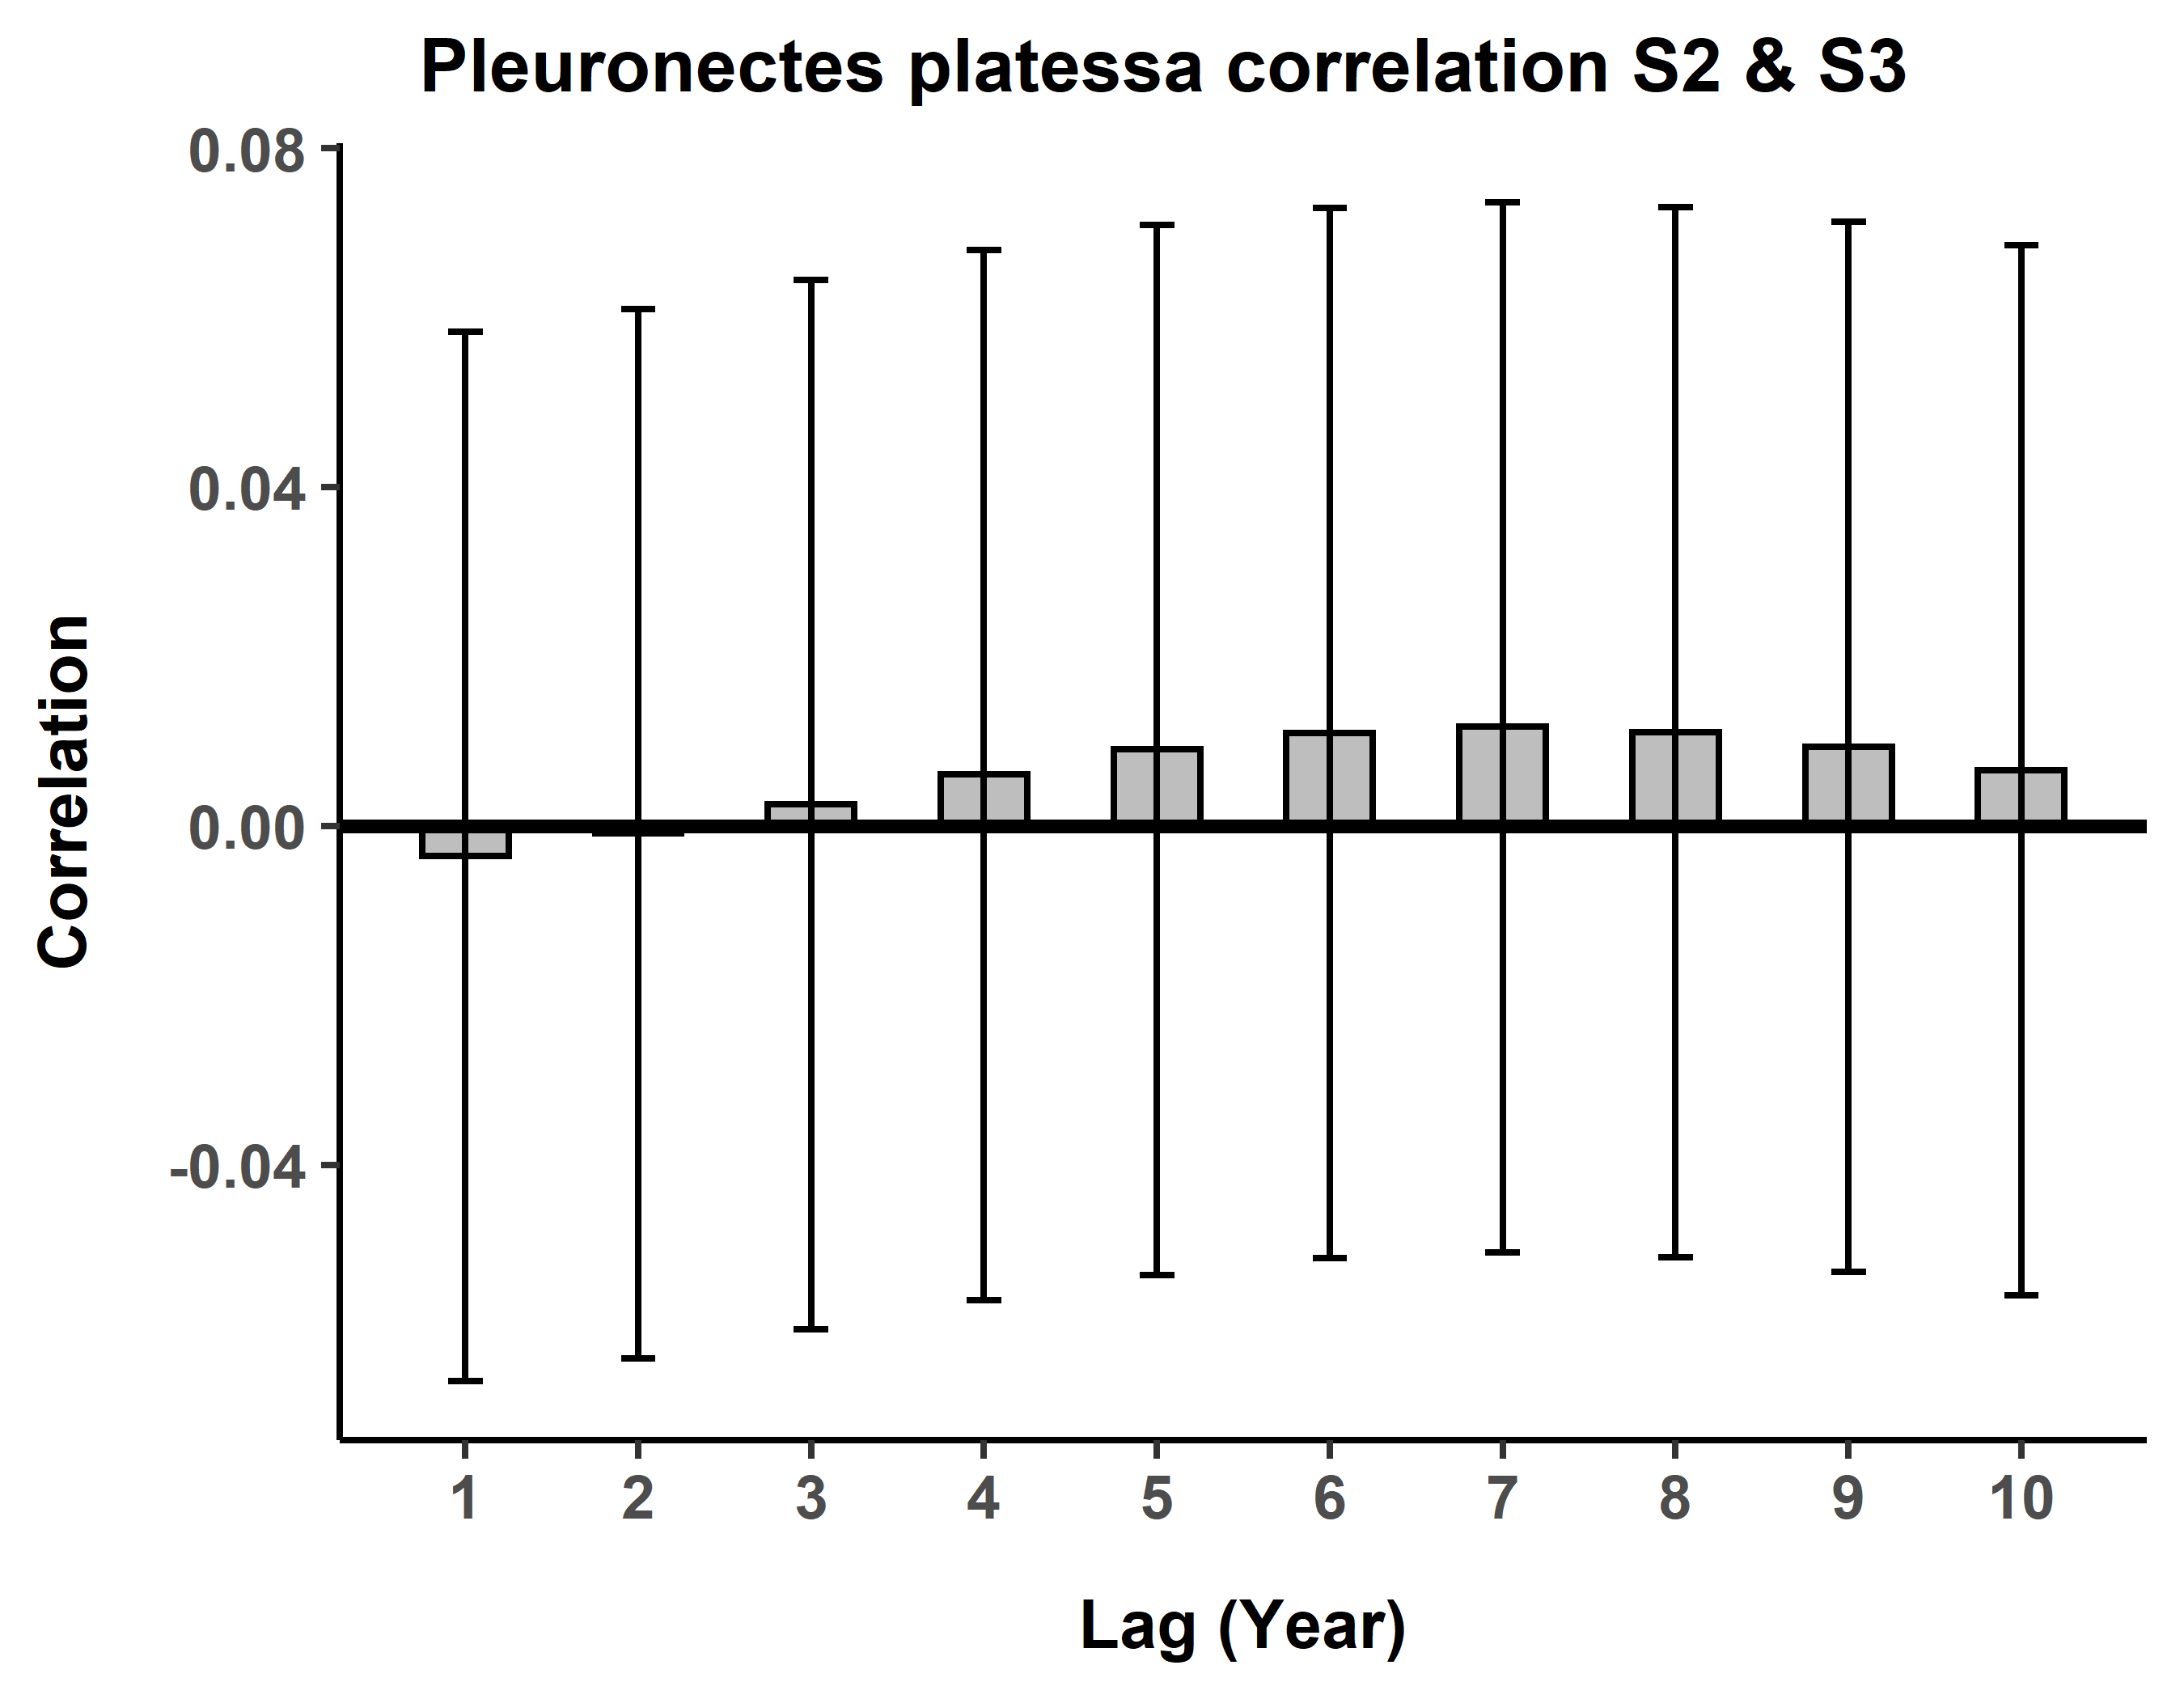 Pleuronectes platessa correlation S2 & S3
0.08
0.04
0.00
-0.04
Correlation
1 2 3 4 5 6 7 8 9 10
Lag (Year)